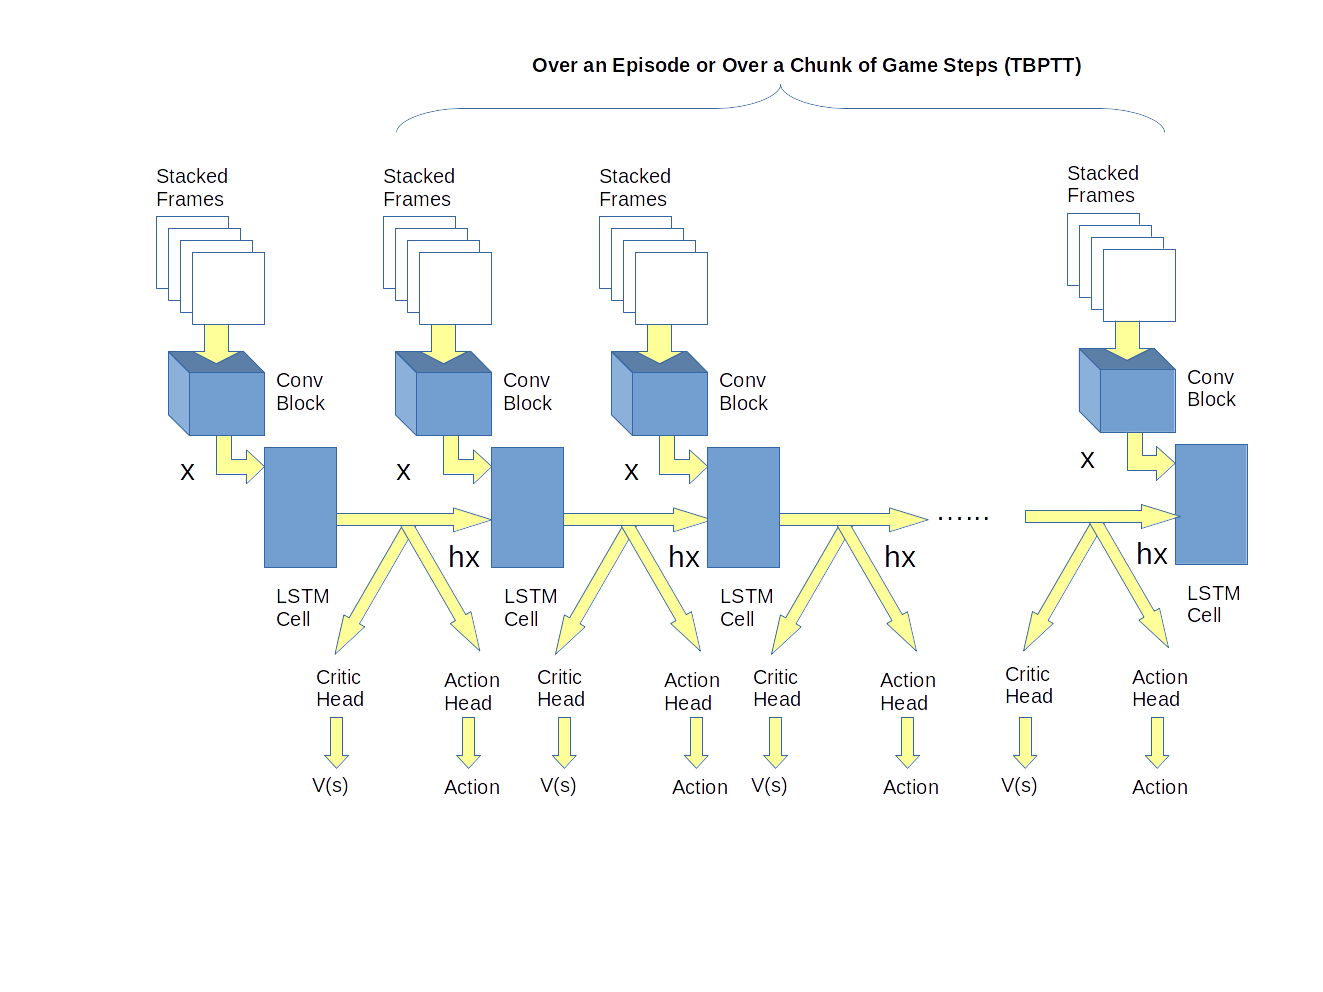 Over an Episode or Over a Chunk of Game Steps (TBPTT)
Stacked
Frames
Stacked
Frames
Stacked
Frames
Stacked
Frames
Conv
Block
Conv
Block
Conv
Block
Conv
Block
x
x
x
x
......
hx
hx
hx
hx
LSTM
Cell
LSTM
Cell
LSTM
Cell
LSTM
Cell
Critic
Head
Action
Head
Critic
Head
Action
Head
Critic
Head
Action
Head
Critic
Head
Action
Head
V(s)
Action
V(s)
Action
V(s)
Action
V(s)
Action